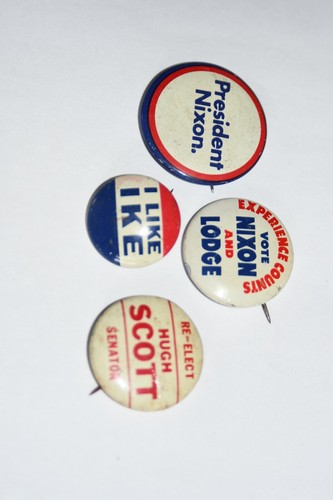 President
Nixon.
I LIKE
IKE
EXPERIENCE COUNTS
VOTE
NIXON
AND
LODGE
RE-ELECT
HUGH
SCOTT
SENATOR